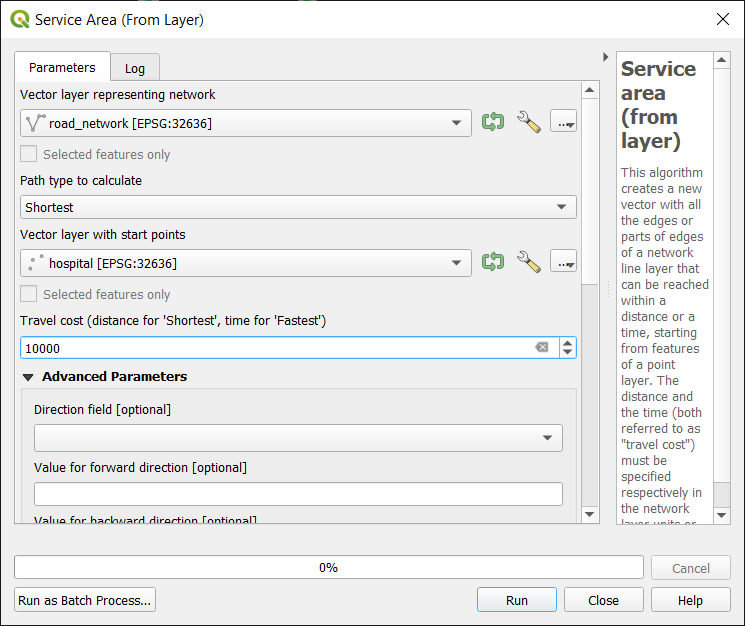 Service Area (From Layer)
Parameters
Log
Vector layer representing network
road_network [EPSG:32636]
...
Selected features only
Path type to calculate
Shortest
Vector layer with start points
hospital [EPSG:32636]
...
Selected features only
Travel cost (distance for 'Shortest', time for 'Fastest')
10000
Advanced Parameters
Direction field [optional]
Value for forward direction [optional]
Value for backward direction [optional]
Service
area
(from
layer)
This algorithm
creates a new
vector with all
the edges or
parts of edges
of a network
line layer that
can be reached
within a
distance or a
time, starting
from features
of a point
layer. The
distance and
the time (both
referred to as
"travel cost")
must be
specified
respectively in
the network
layer units or
0%
Cancel
Run as Batch Process...
Run
Close
Help